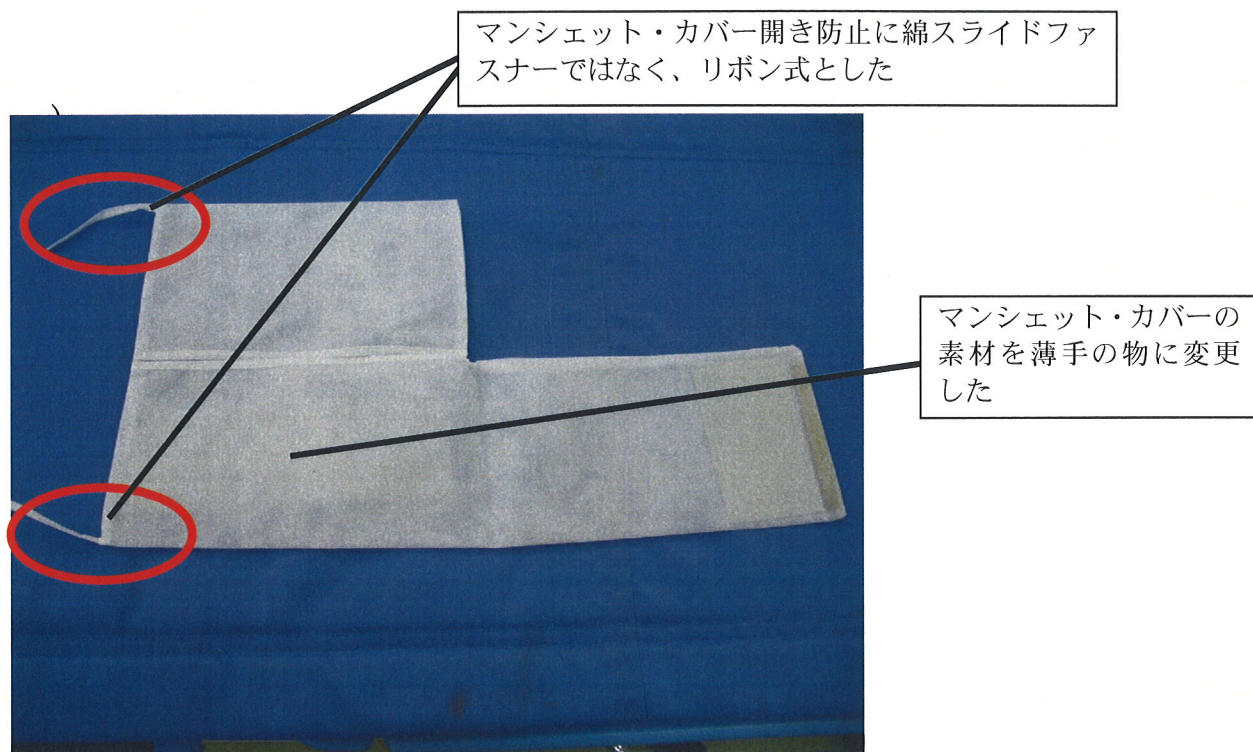 マンシェット・カバー開き防止に綿スライドファ
スナーではなく、リボン式とした
マンシェット・カバーの
素材を薄手の物に変更
した